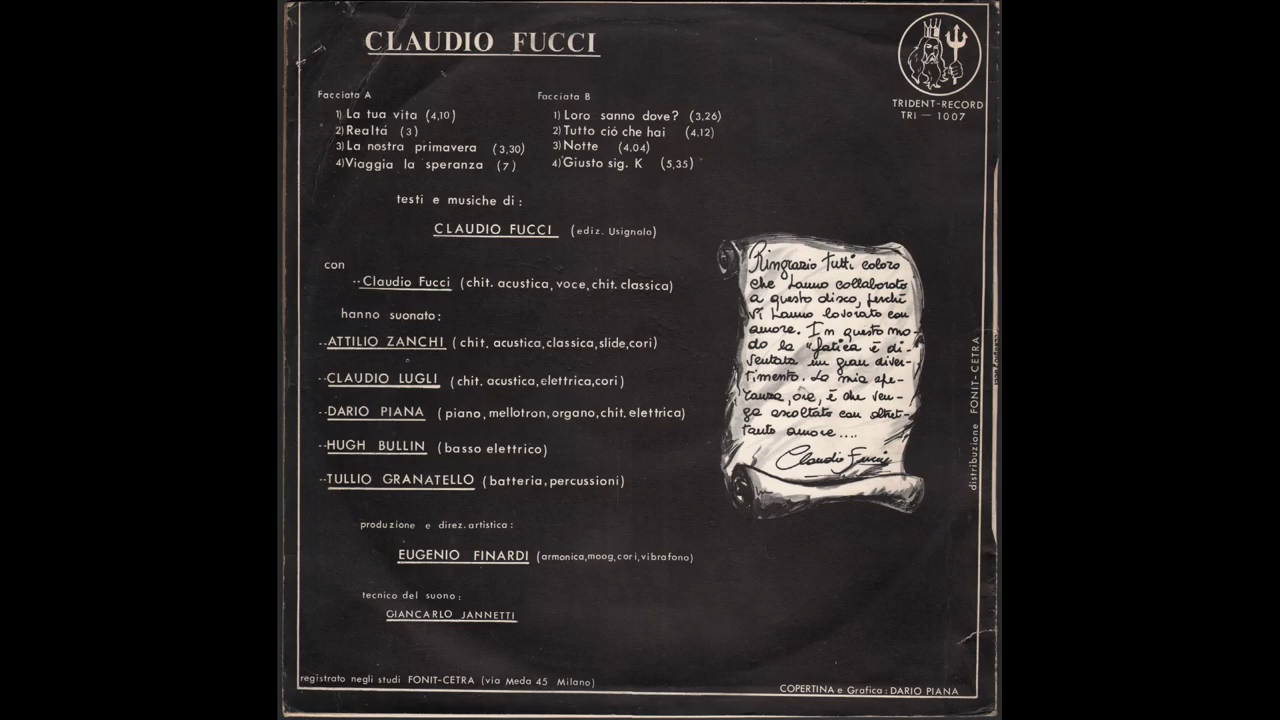 CLAUDIO FUCCI
TRIDENT-RECORD
TRI — 1007
Facciata A
1) La tua vita (4,10)
2) Realtá (3)
3) La nostra primavera (3,30)
4) Viaggia la speranza (7)
Facciata B
1) Loro sanno dove? (3,26)
2) Tutto ció che hai (4,12)
3) Notte (4,04)
4) Giusto sig. K (5,35)
testi e musiche di:
CLAUDIO FUCCI (ediz. Usignolo)
con
--Claudio Fucci (chit. acustica, voce, chit. classica)
hanno suonato:
--ATTILIO ZANCHI (chit. acustica, classica, slide, cori)
--CLAUDIO LUGLI (chit. acustica, elettrica, cori)
--DARIO PIANA (piano, mellotron, organo, chit. elettrica)
--HUGH BULLIN (basso elettrico)
--TULLIO GRANATELLO (batteria, percussioni)
produzione e direz. artistica:
EUGENIO FINARDI (armonica, moog, cori, vibrafono)
tecnico del suono:
GIANCARLO JANNETTI
Ringrazio tutti coloro
che hanno collaborato
a questo disco, perché
vi hanno lavorato con
amore. In questo mo-
do la "fatica è di-
ventata un gran diver-
timento. La mia spe-
ranza, ora, è che ven-
ga ascoltato con altret-
tanto amore....
Claudio Fucci
distribuzione FONIT-CETRA
registrato negli studi FONIT-CETRA (via Meda 45 Milano)
COPERTINA e Grafica: DARIO PIANA